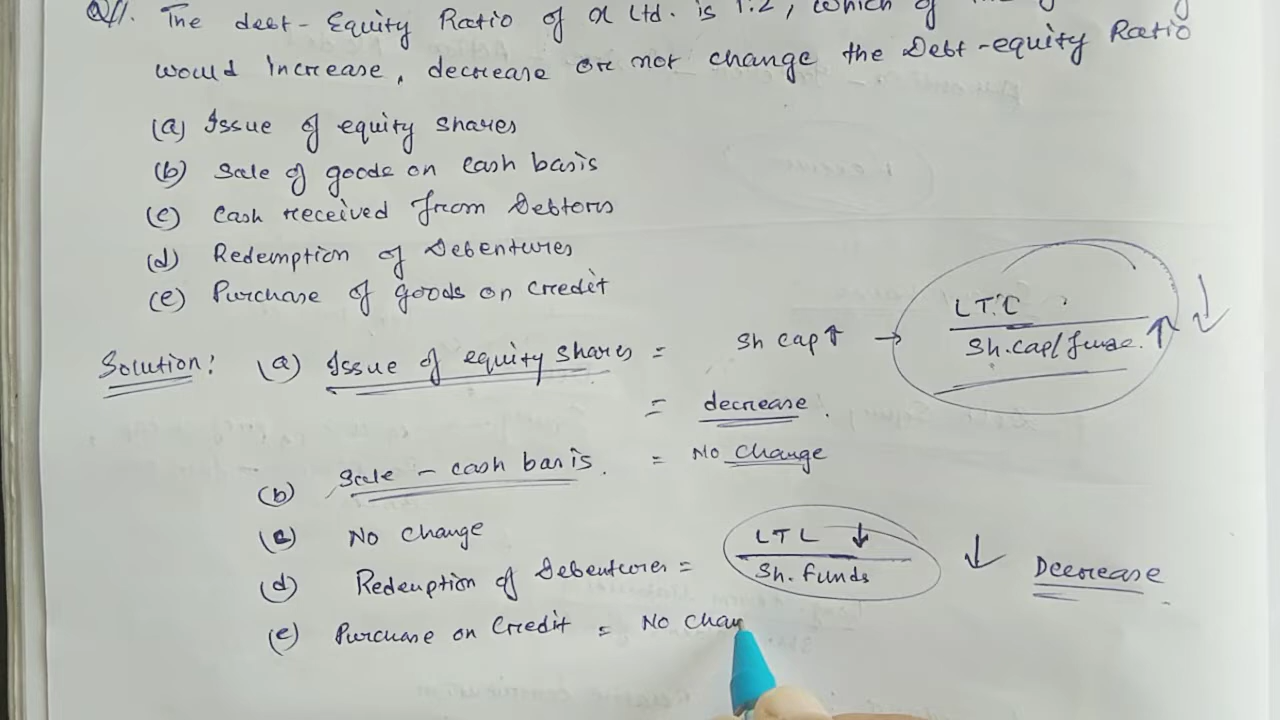 Q/1. The debt-Equity Ratio of x Ltd. is 1:2, which of
would increase, decrease or not change the Debt-equity Ratio
(a) Issue of equity shares
(b) Sale of goods on cash basis
(c) Cash received from Debtors
(d) Redemption of Debentures
(e) Purchase of goods on credit
Solution: (a) Issue of equity shares = Sh cap↑ →
LTC
Sh. cap/ ↑ ↓
= decrease.
(b) Sale - cash basis. = No change
(c) No change
(d) Redemption of Debentures = LTL ↓
Sh. funds ↓ Decrease
(e) Purchase on Credit = No chan